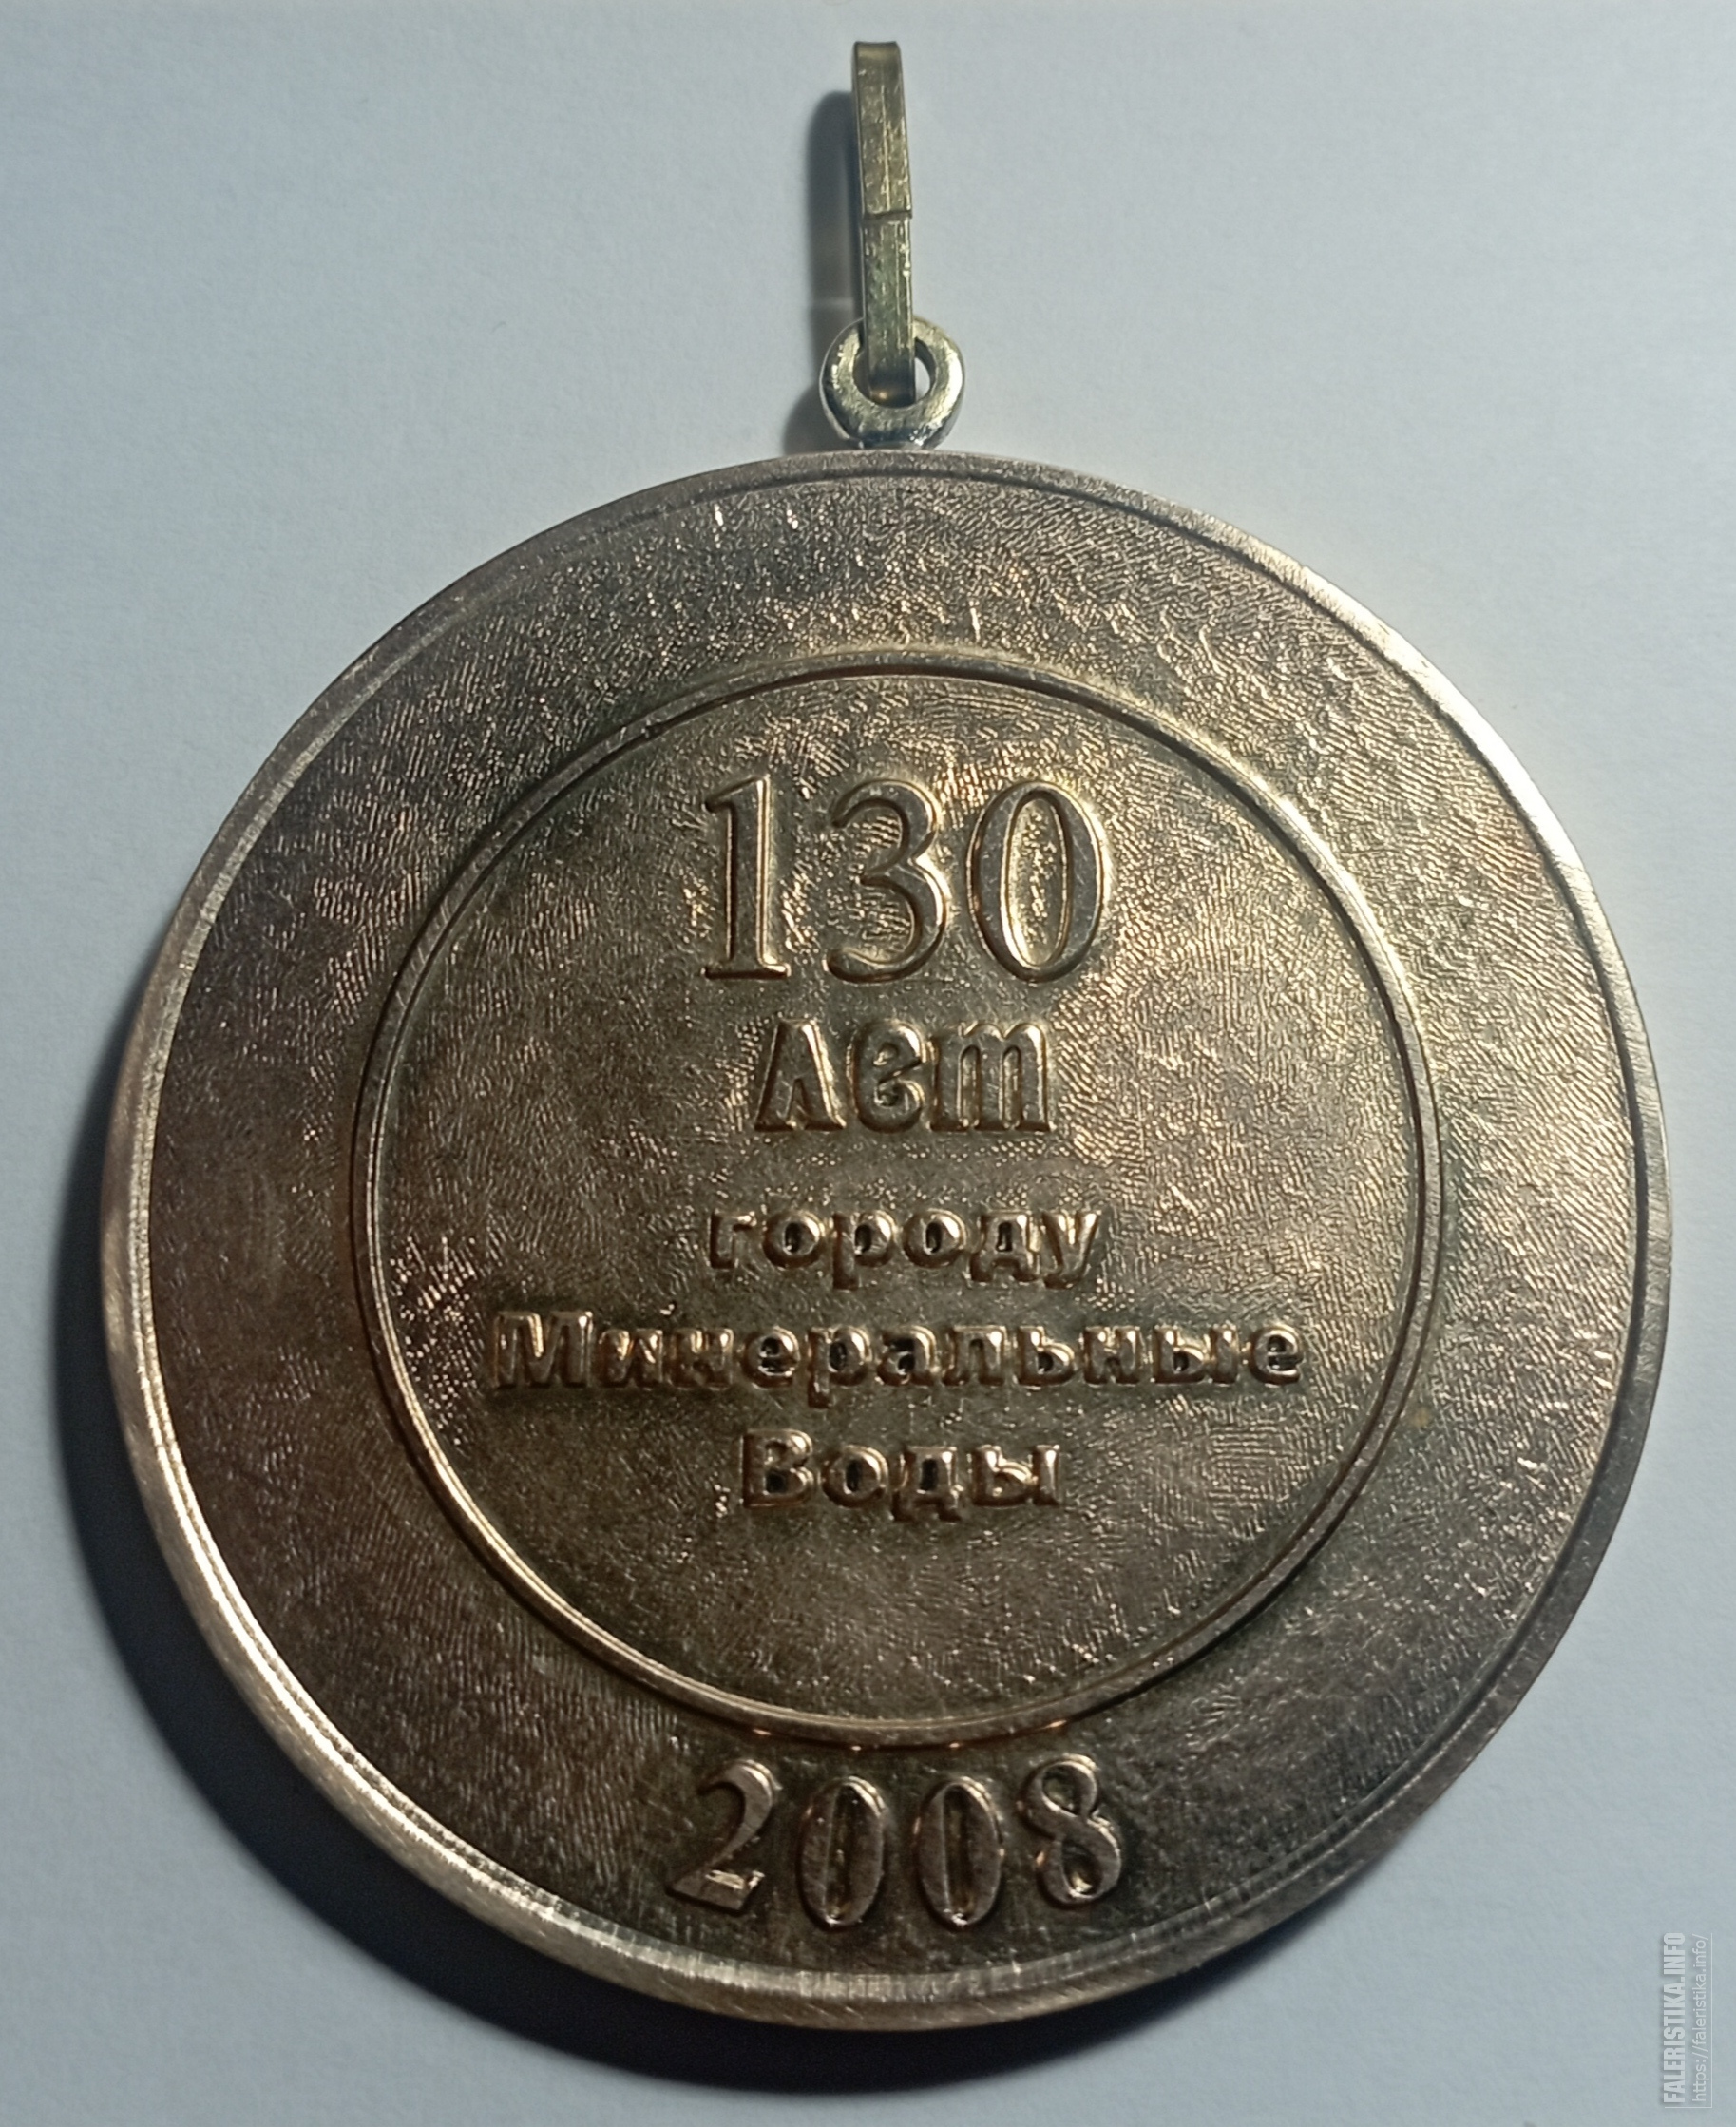 130
лет
городу
Минеральные
Воды
2008
FALERISTIKA.INFO
https://faleristika.info/